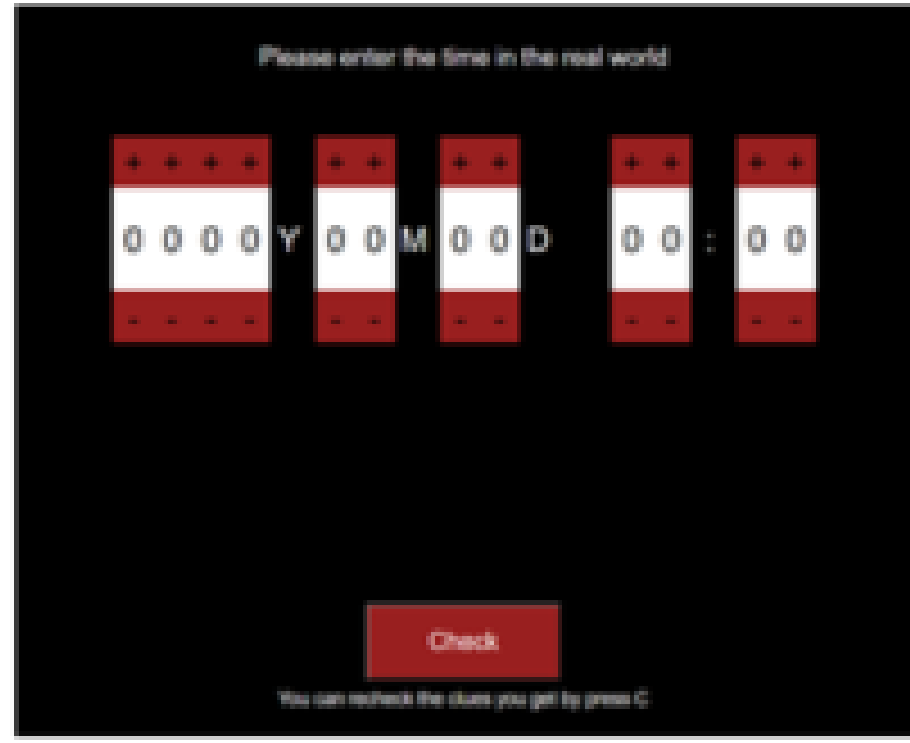 Please enter the time in the real world
+ + + + + + + + + + + +
0 0 0 0 Y 0 0 M 0 0 D 0 0 : 0 0
- - - - - - - - - - - -
Check
You can recheck the clues you get by press C